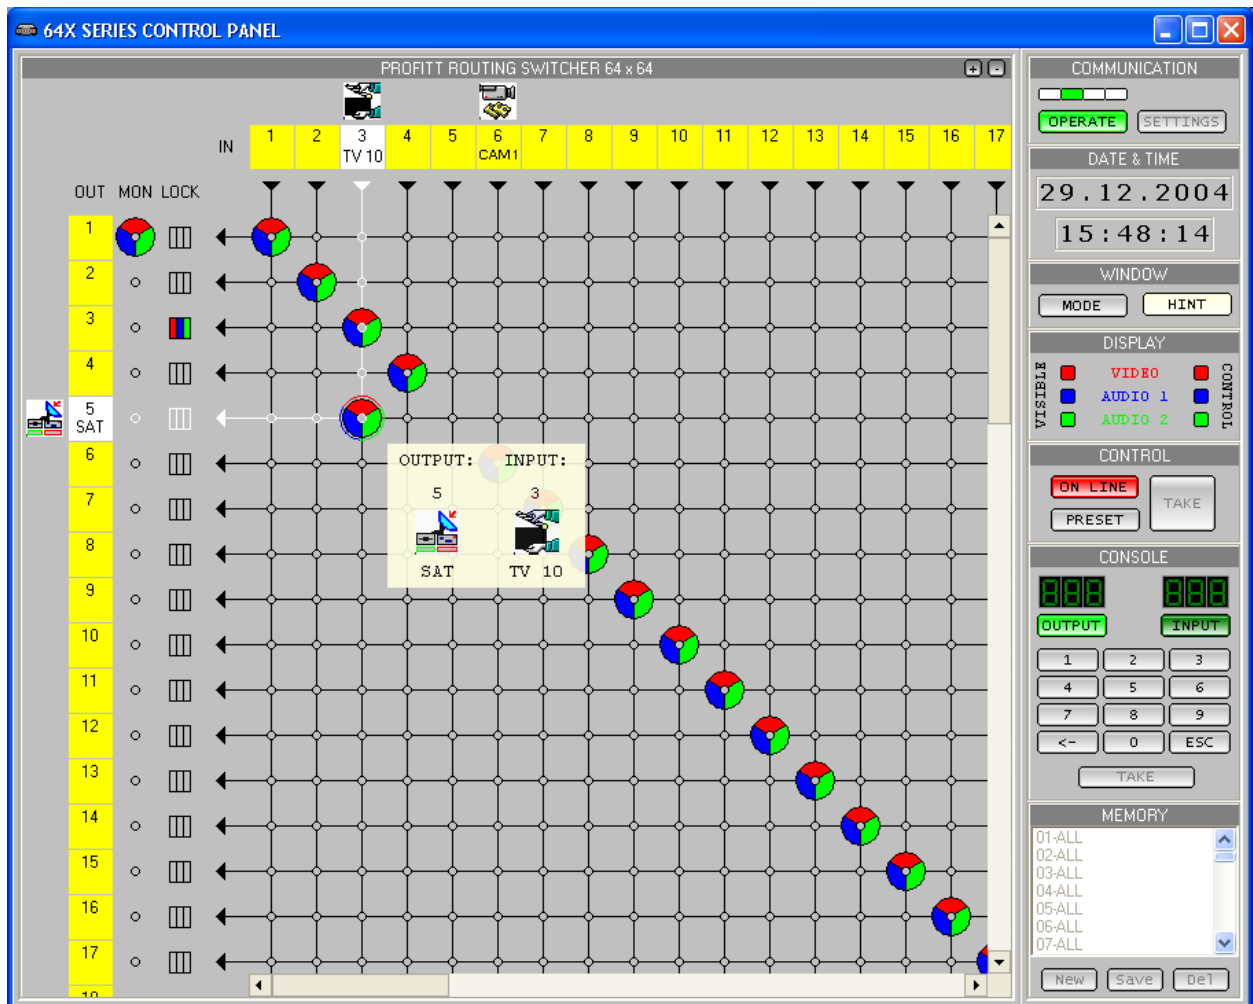 64X SERIES CONTROL PANEL
PROFITT ROUTING SWITCHER 64 x 64
+ -
IN 1 2 3 4 5 6 7 8 9 10 11 12 13 14 15 16 17
TV 10 CAM1
OUT MON LOCK
1
2
3
4
5
SAT
6
7
8
9
10
11
12
13
14
15
16
17
OUTPUT: INPUT:
5 3
SAT TV 10
COMMUNICATION
OPERATE SETTINGS
DATE & TIME
29.12.2004
15:48:14
WINDOW
MODE HINT
DISPLAY
VISIBLE
VIDEO
AUDIO 1
AUDIO 2
CONTROL
CONTROL
ON LINE
TAKE
PRESET
CONSOLE
OUTPUT INPUT
1 2 3
4 5 6
7 8 9
<- 0 ESC
TAKE
MEMORY
01-ALL
02-ALL
03-ALL
04-ALL
05-ALL
06-ALL
07-ALL
New Save Del